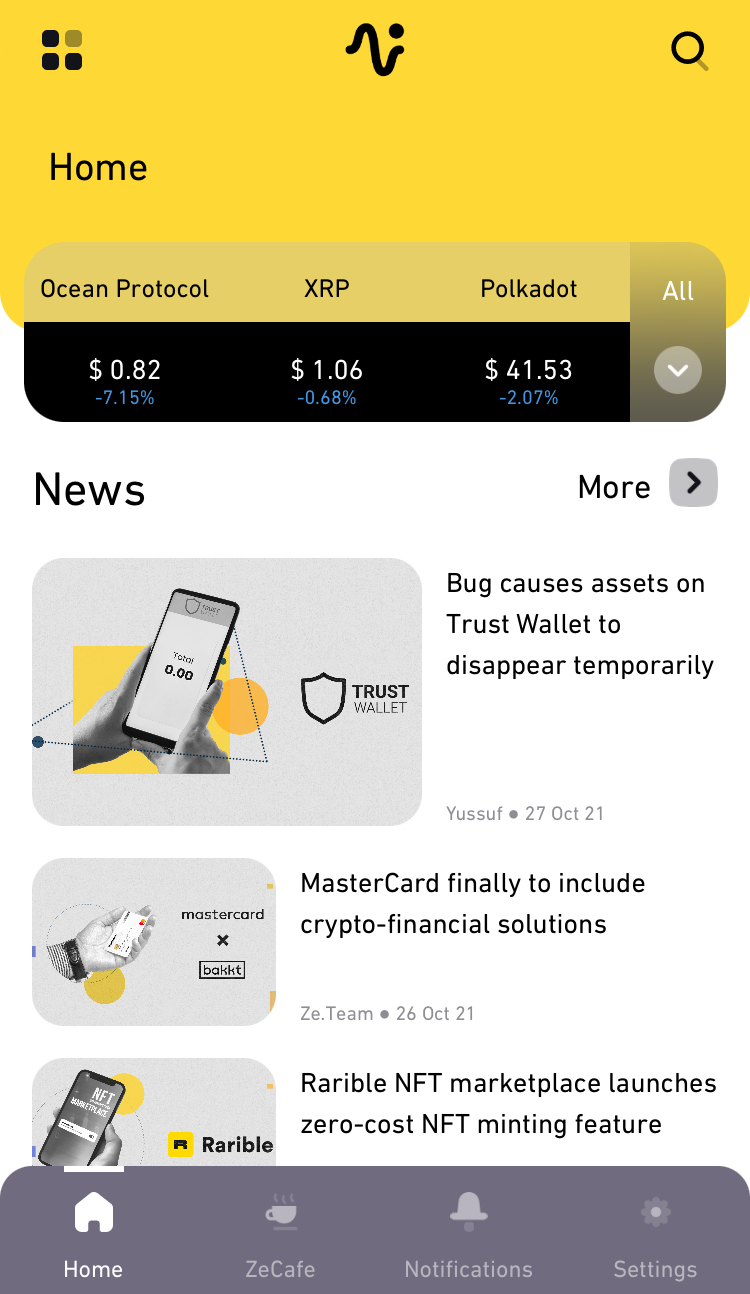 Home
Ocean Protocol XRP Polkadot All
$ 0.82 $ 1.06 $ 41.53
-7.15% -0.68% -2.07%
News More
TRUST
WALLET
Total
0.00
TRUST
WALLET
Bug causes assets on
Trust Wallet to
disappear temporarily
Yussuf ● 27 Oct 21
mastercard
×
bakkt
MasterCard finally to include
crypto-financial solutions
Ze.Team ● 26 Oct 21
NFT
MARKETPLACE
R Rarible
Rarible NFT marketplace launches
zero-cost NFT minting feature
Home ZeCafe Notifications Settings